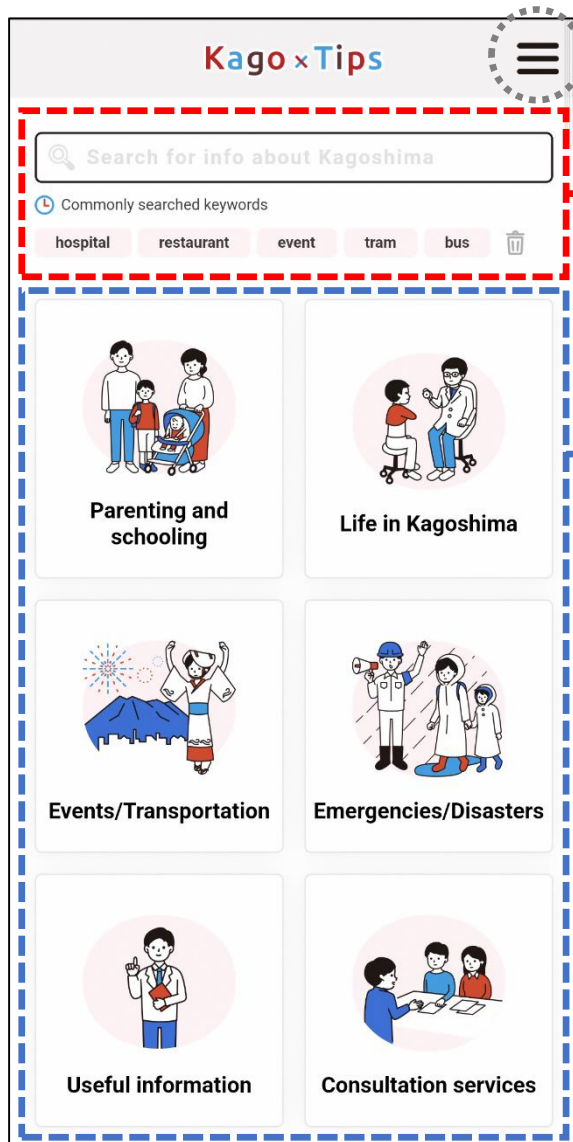 Kago×Tips
Search for info about Kagoshima
Commonly searched keywords
hospital restaurant event tram bus
Parenting and
schooling
Life in Kagoshima
Events/Transportation
Emergencies/Disasters
Useful information
Consultation services